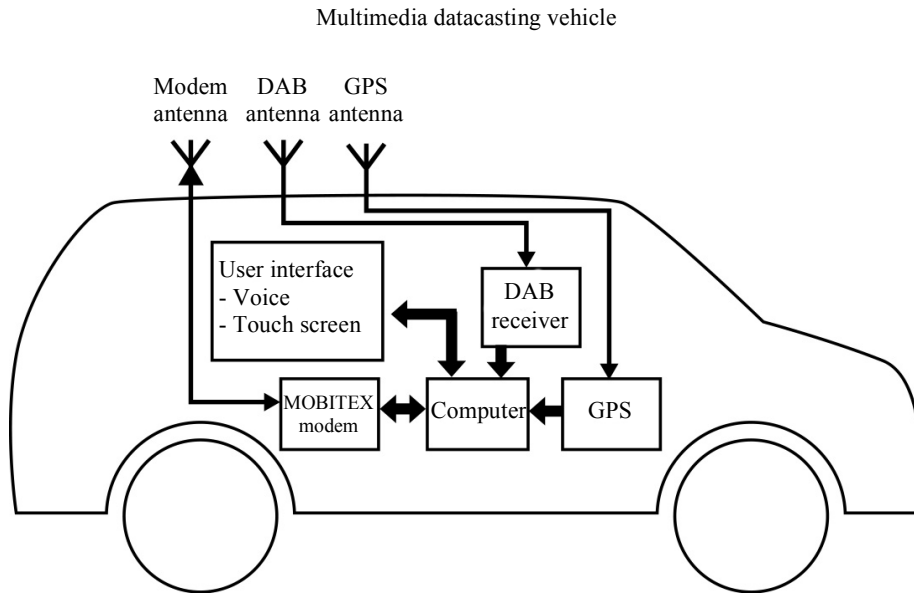 Multimedia datacasting vehicle
Modem
antenna
DAB
antenna
GPS
antenna
User interface
- Voice
- Touch screen
DAB
receiver
MOBITEX
modem
Computer
GPS